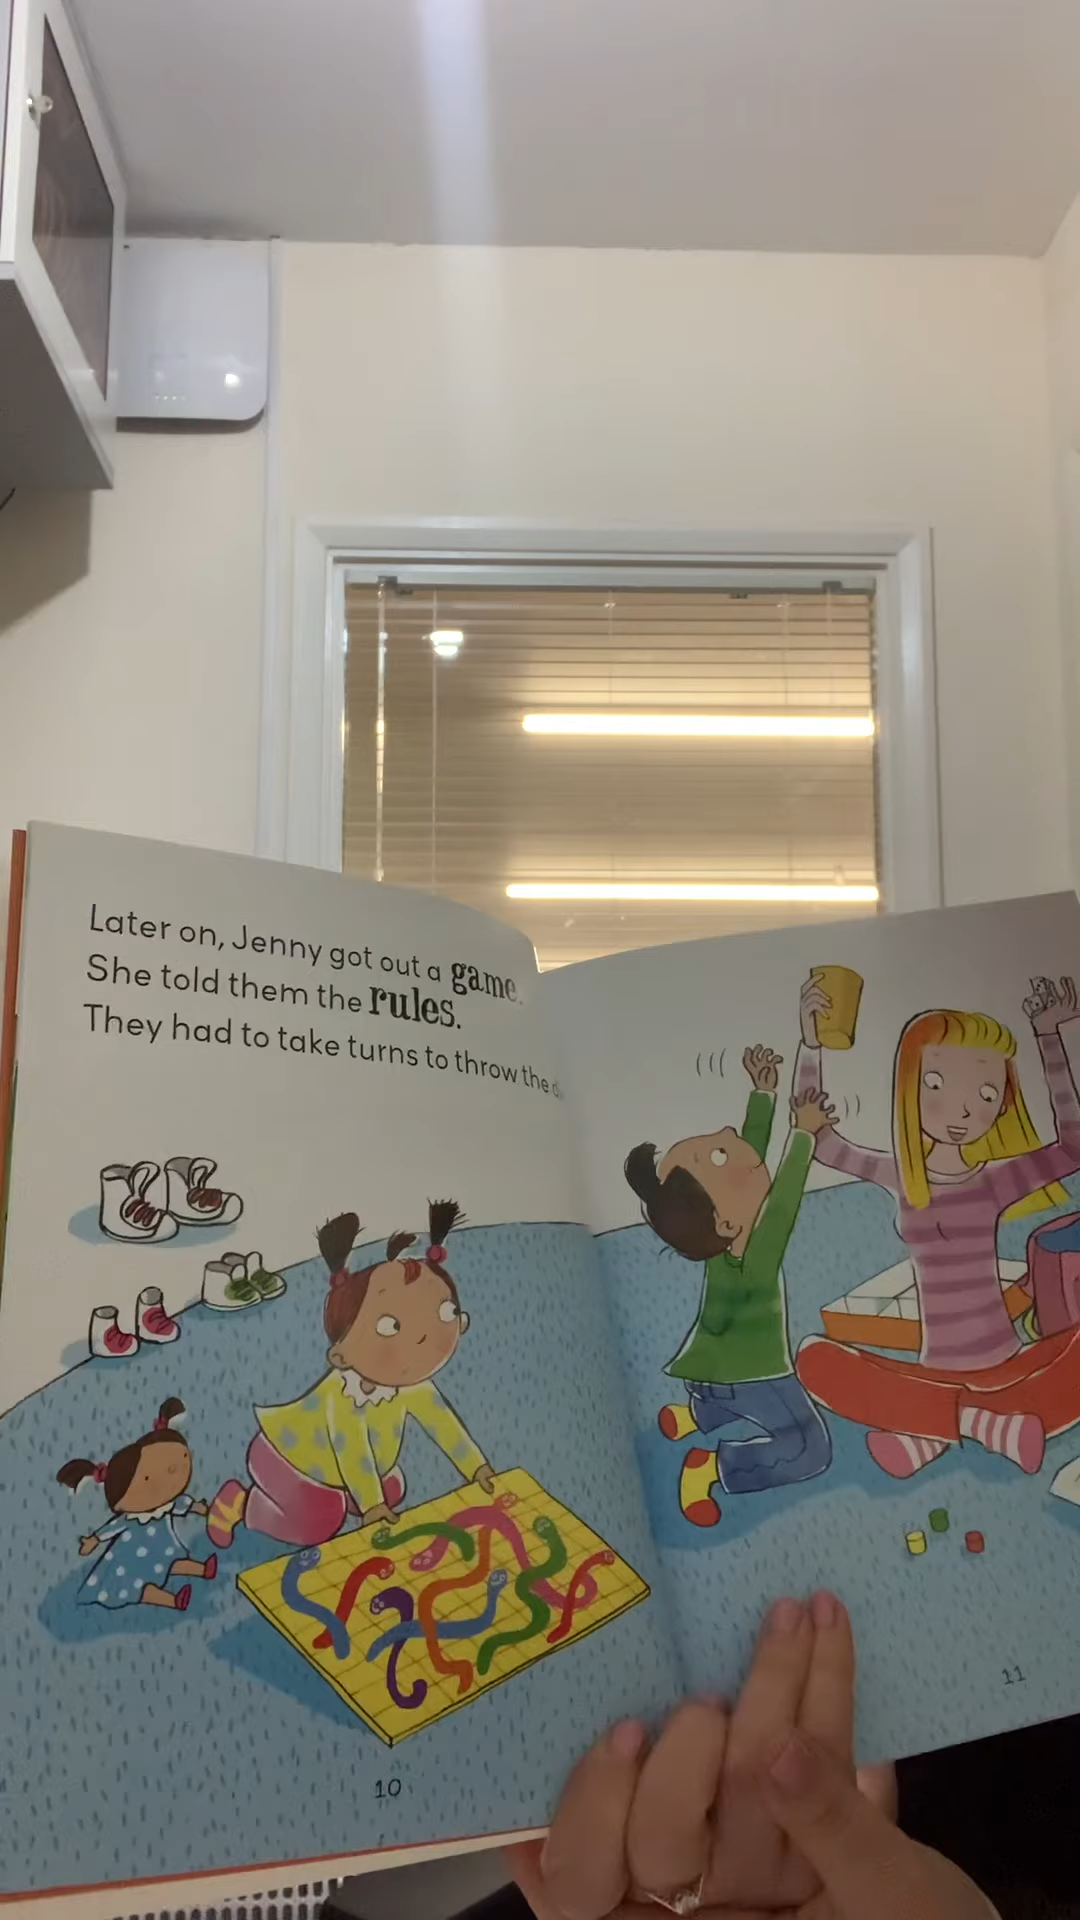 Later on, Jenny got out a game.
She told them the rules.
They had to take turns to throw the
10
11